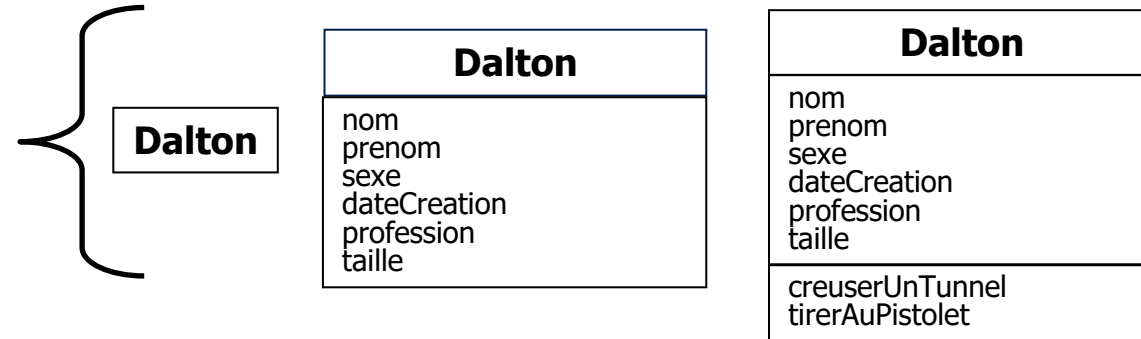 Dalton
Dalton
nom
prenom
sexe
dateCreation
profession
taille
Dalton
nom
prenom
sexe
dateCreation
profession
taille
creuserUnTunnel
tirerAuPistolet